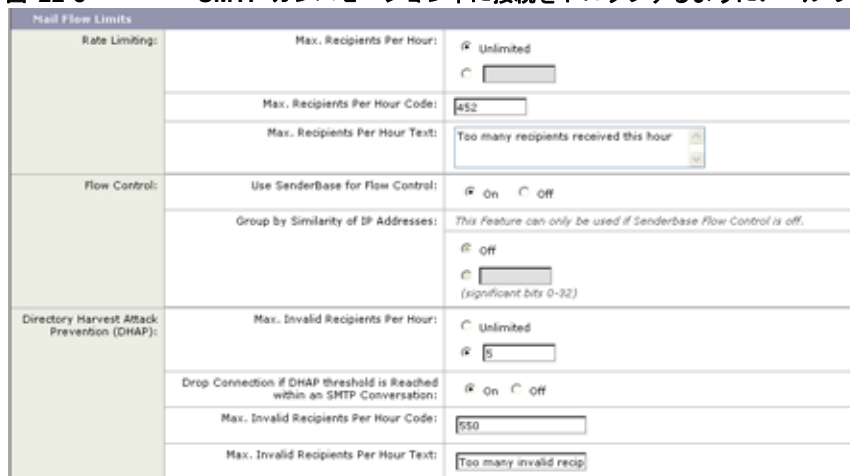 Mail Flow Limits
Rate Limiting:
Max. Recipients Per Hour:
Unlimited
Max. Recipients Per Hour Code:
452
Max. Recipients Per Hour Text:
Too many recipients received this hour
Flow Control:
Use SenderBase for Flow Control:
On Off
Group by Similarity of IP Addresses:
This Feature can only be used if Senderbase Flow Control is off.
Off
(significant bits 0-32)
Directory Harvest Attack
Prevention (DHAP):
Max. Invalid Recipients Per Hour:
Unlimited
5
Drop Connection if DHAP threshold is Reached
within an SMTP Conversation:
On Off
Max. Invalid Recipients Per Hour Code:
550
Max. Invalid Recipients Per Hour Text:
Too many invalid recip